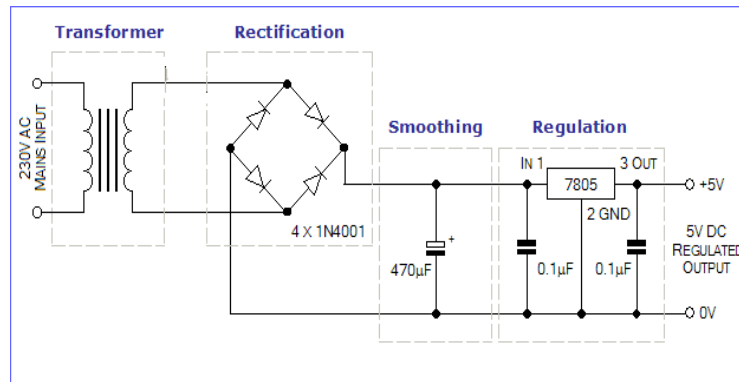 Transformer
Rectification
Smoothing
Regulation
230V AC
MAINS INPUT
4 X 1N4001
470µF
+
IN 1
7805
3 OUT
2 GND
0.1µF
0.1µF
+5V
5V DC
REGULATED
OUTPUT
0V